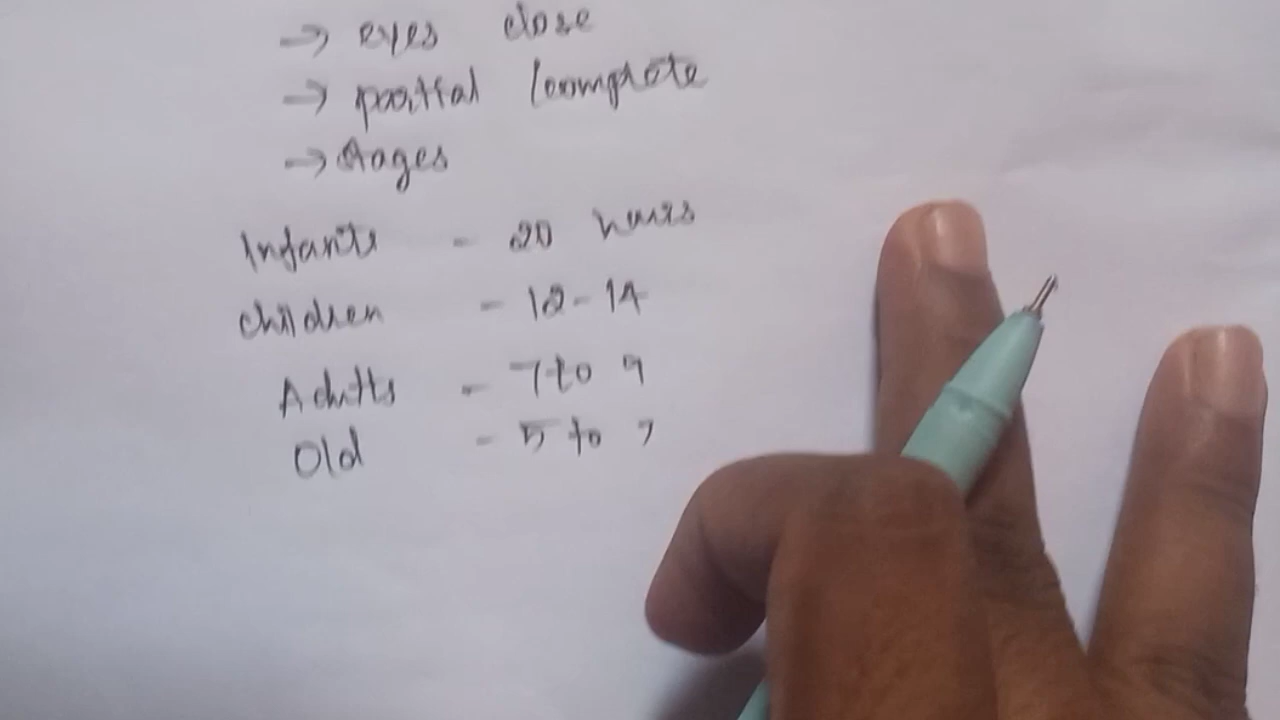 → eyes close
→ partial /complete
→ stages
Infants - 20 hours
children - 12-14
Adults - 7 to 9
Old - 5 to 7